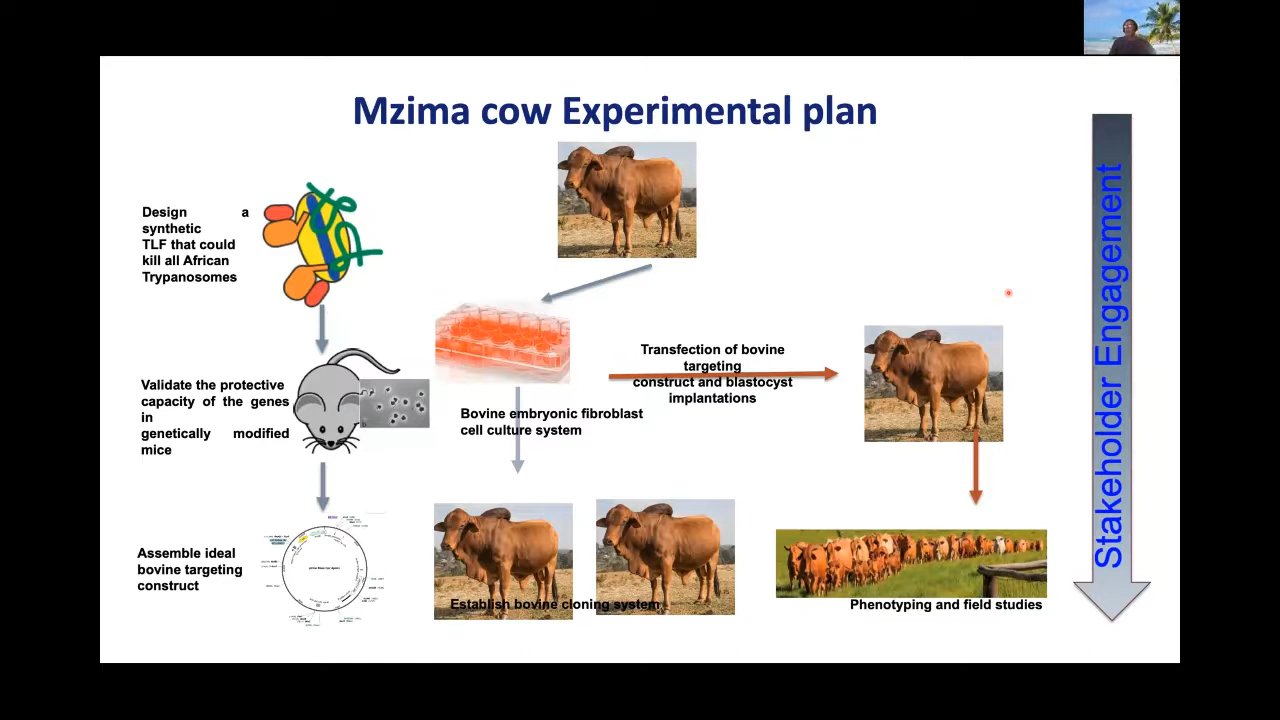 Mzima cow Experimental plan
Design a
synthetic
TLF that could
kill all African
Trypanosomes
Validate the protective
capacity of the genes
in
genetically modified
mice
Assemble ideal
bovine targeting
construct
Bovine embryonic fibroblast
cell culture system
Establish bovine cloning system
Transfection of bovine
targeting
construct and blastocyst
implantations
Phenotyping and field studies
Stakeholder Engagement